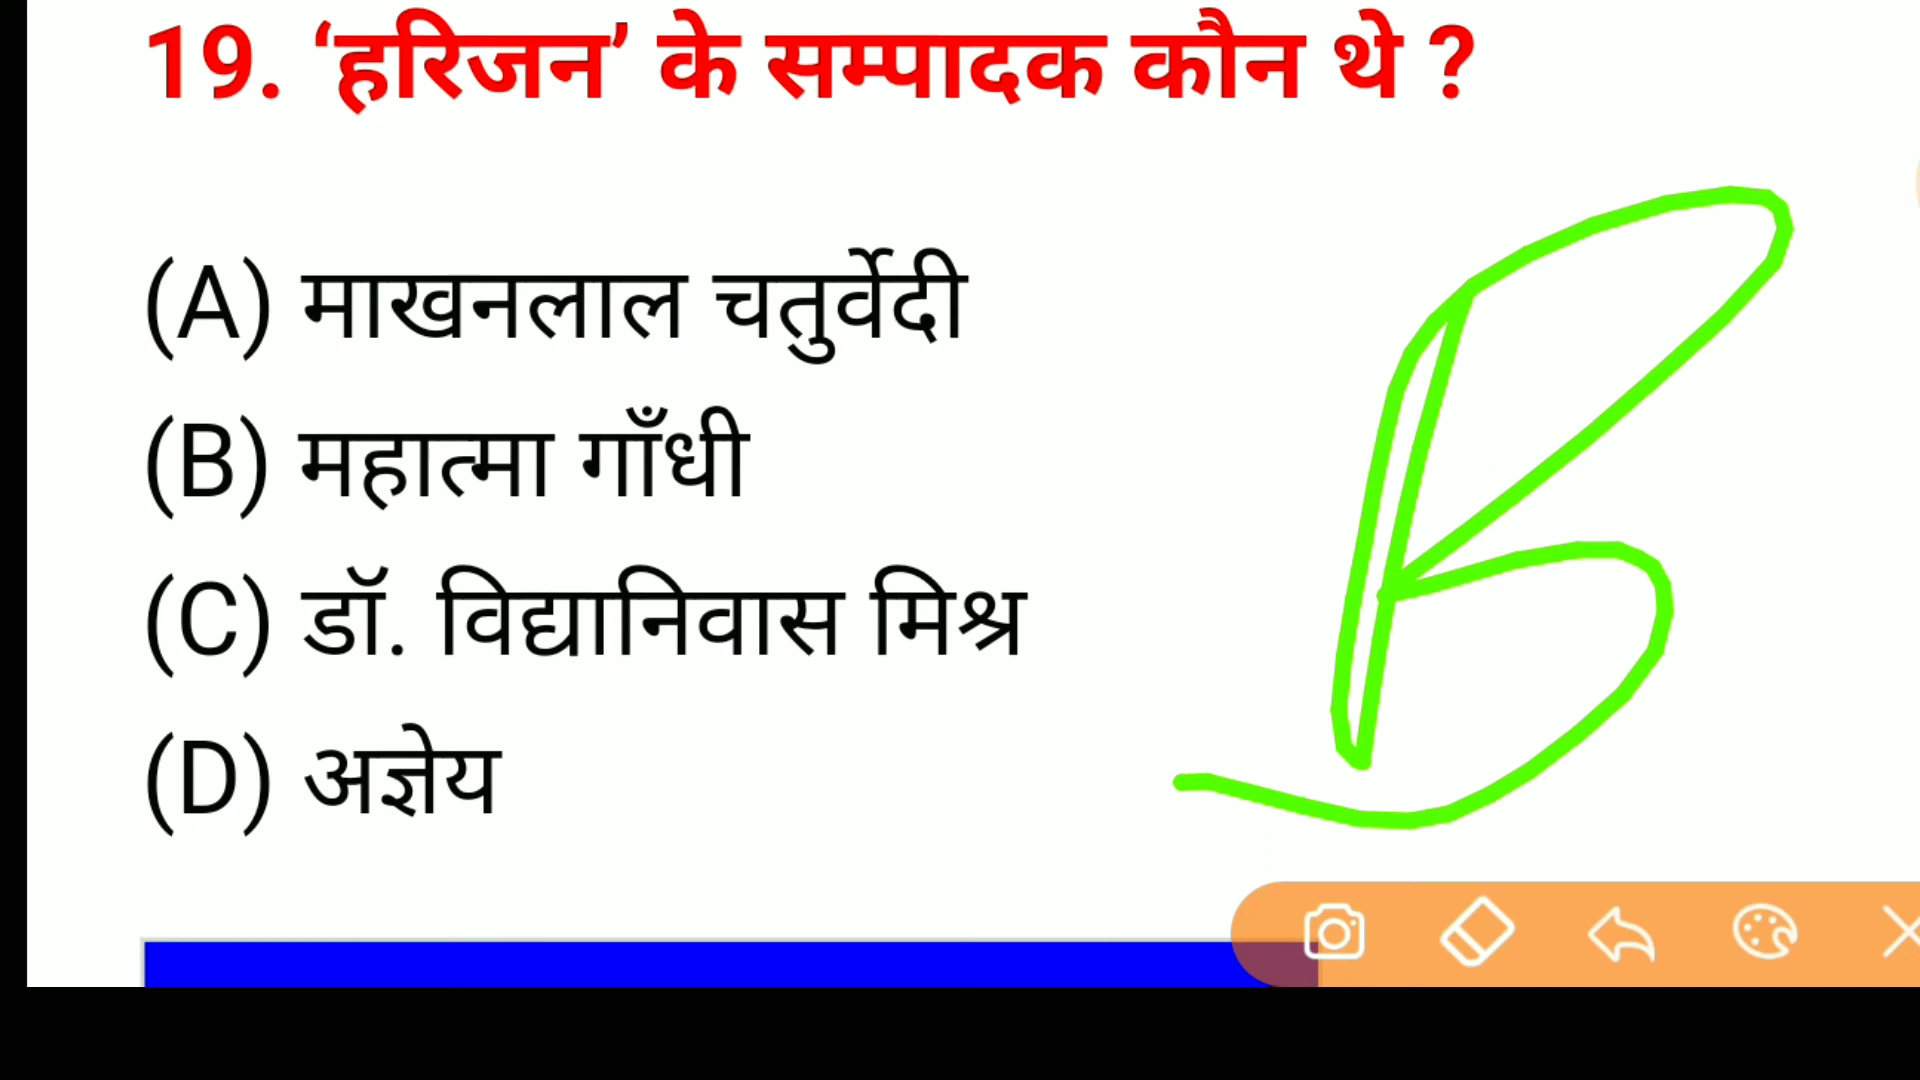 19. ‘हरिजन’ के सम्पादक कौन थे ?
(A) माखनलाल चतुर्वेदी
(B) महात्मा गाँधी
(C) डॉ. विद्यानिवास मिश्र
(D) अज्ञेय
B